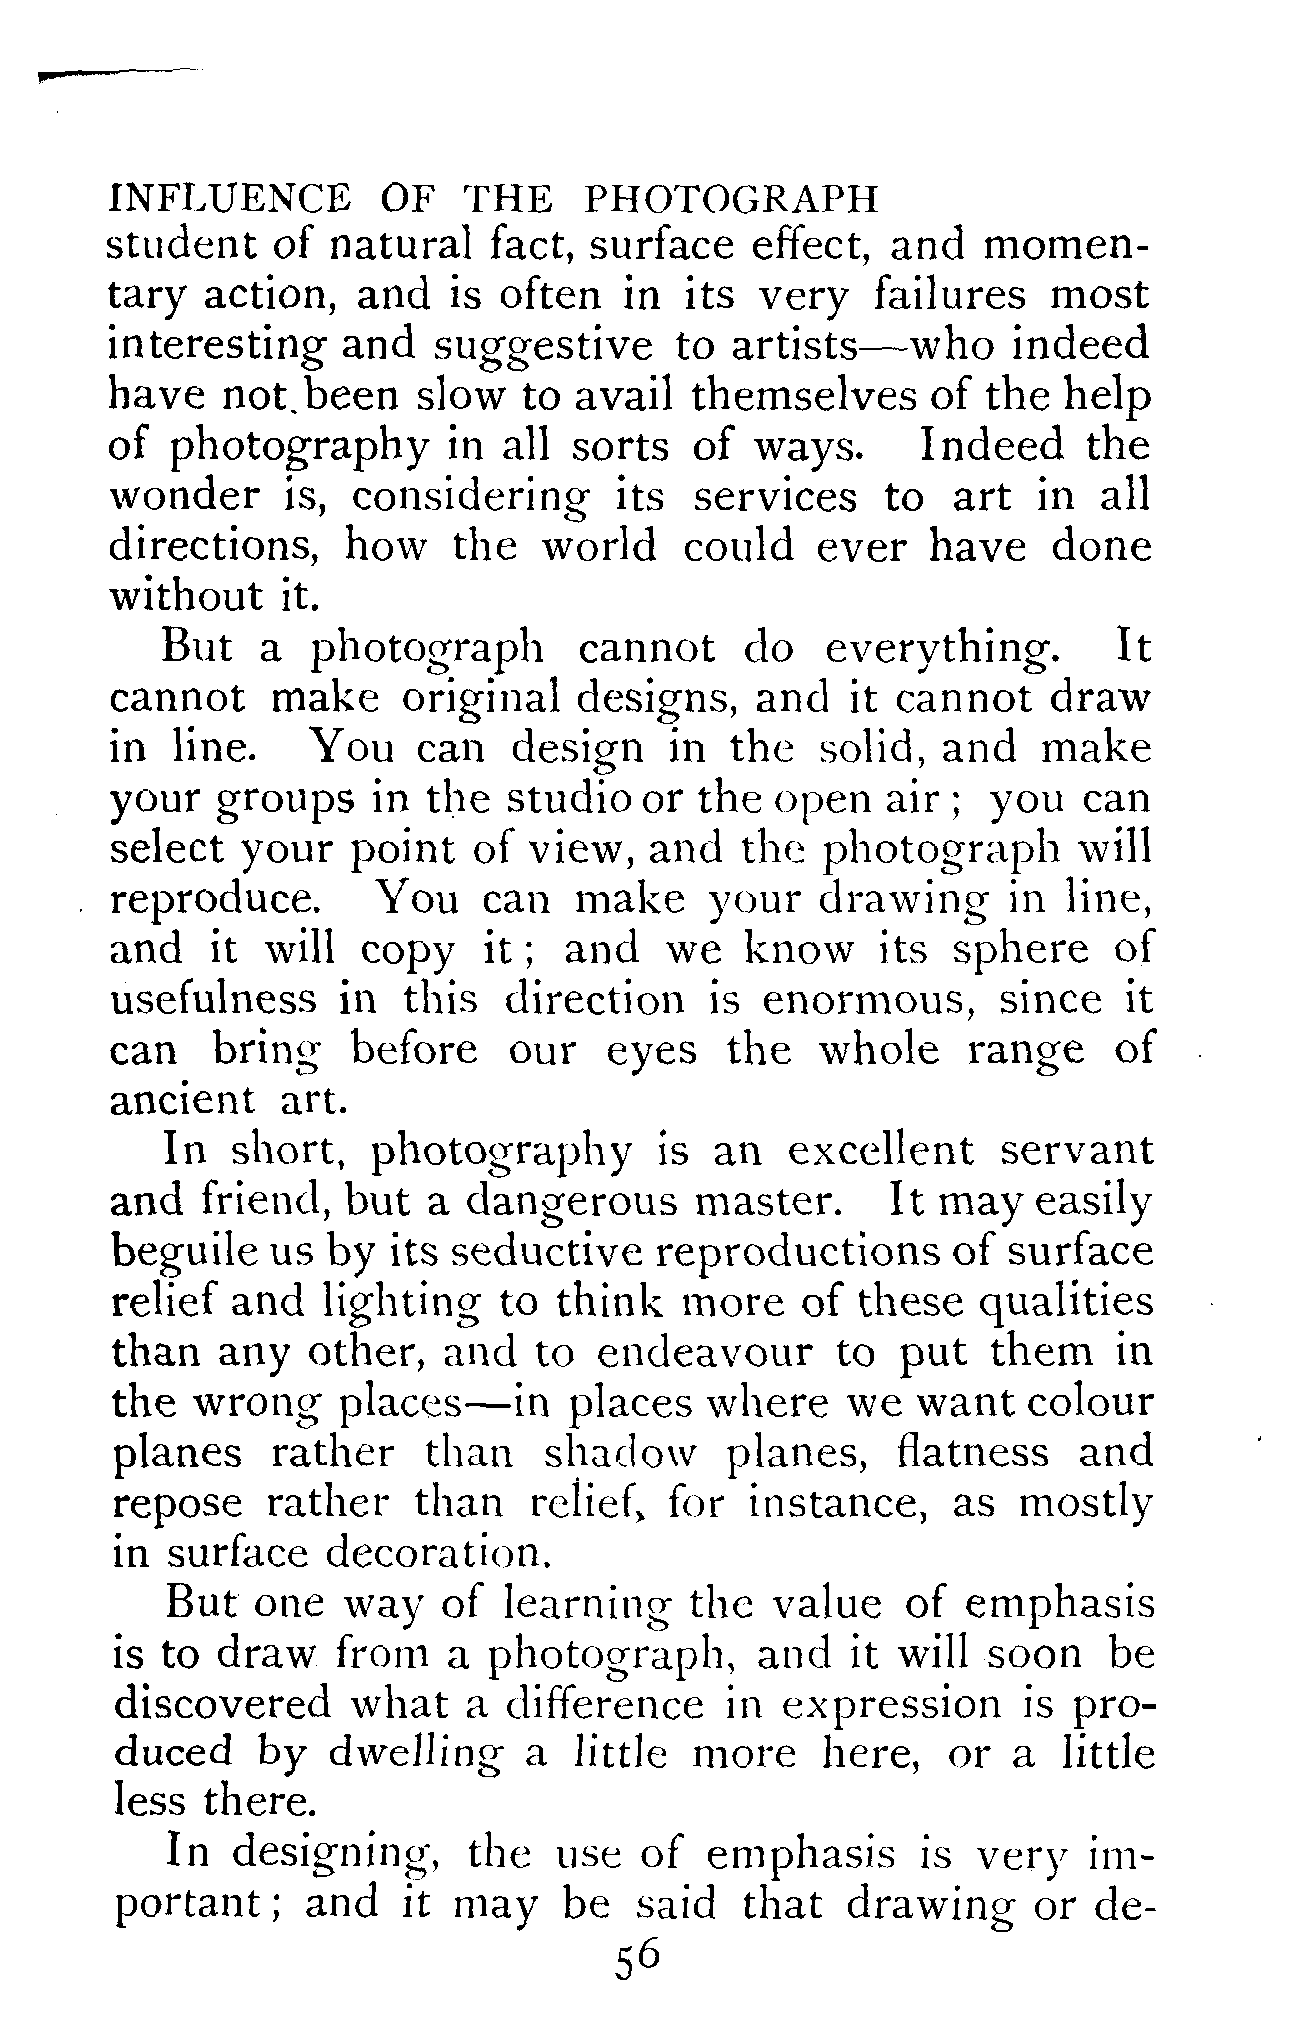 INFLUENCE OF THE PHOTOGRAPH
student of natural fact, surface effect, and momen-
tary action, and is often in its very failures most
interesting and suggestive to artists—who indeed
have not been slow to avail themselves of the help
of photography in all sorts of ways. Indeed the
wonder is, considering its services to art in all
directions, how the world could ever have done
without it.
But a photograph cannot do everything. It
cannot make original designs, and it cannot draw
in line. You can design in the solid, and make
your groups in the studio or the open air ; you can
select your point of view, and the photograph will
reproduce. You can make your drawing in line,
and it will copy it ; and we know its sphere of
usefulness in this direction is enormous, since it
can bring before our eyes the whole range of
ancient art.
In short, photography is an excellent servant
and friend, but a dangerous master. It may easily
beguile us by its seductive reproductions of surface
relief and lighting to think more of these qualities
than any other, and to endeavour to put them in
the wrong places—in places where we want colour
planes rather than shadow planes, flatness and
repose rather than relief, for instance, as mostly
in surface decoration.
But one way of learning the value of emphasis
is to draw from a photograph, and it will soon be
discovered what a difference in expression is pro-
duced by dwelling a little more here, or a little
less there.
In designing, the use of emphasis is very im-
portant ; and it may be said that drawing or de-
56